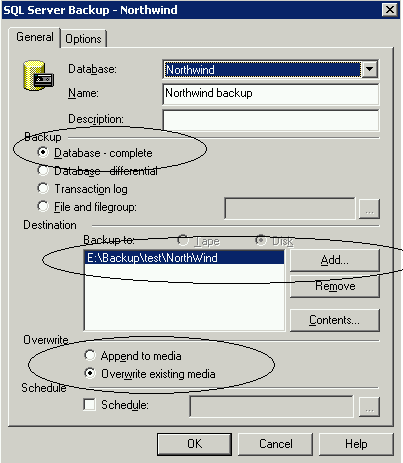 SQL Server Backup - Northwind
General
Options
Database:
Northwind
Name:
Northwind backup
Description:
Backup
Database - complete
Database - differential
Transaction log
File and filegroup:
...
Destination
Backup to:
Tape
Disk
E:\Backup\test\NorthWind
Add...
Remove
Contents...
Overwrite
Append to media
Overwrite existing media
Schedule
Schedule:
...
OK
Cancel
Help